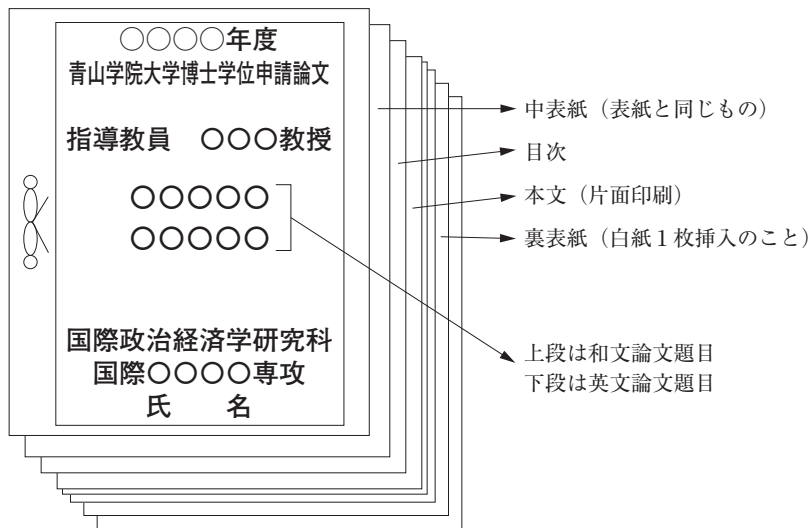 ○○○○年度
青山学院大学博士学位申請論文
指導教員　○○○教授
○○○○○
○○○○○
国際政治経済学研究科
国際○○○○専攻
氏　　名
中表紙（表紙と同じもの）
目次
本文（片面印刷）
裏表紙（白紙１枚挿入のこと）
上段は和文論文題目
下段は英文論文題目